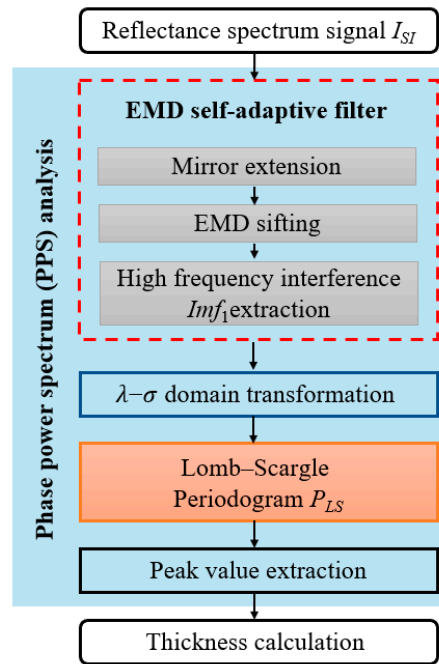 Reflectance spectrum signal I_SI
Phase power spectrum (PPS) analysis
EMD self-adaptive filter
Mirror extension
EMD sifting
High frequency interference
Imf₁extraction
λ−σ domain transformation
Lomb–Scargle
Periodogram P_LS
Peak value extraction
Thickness calculation